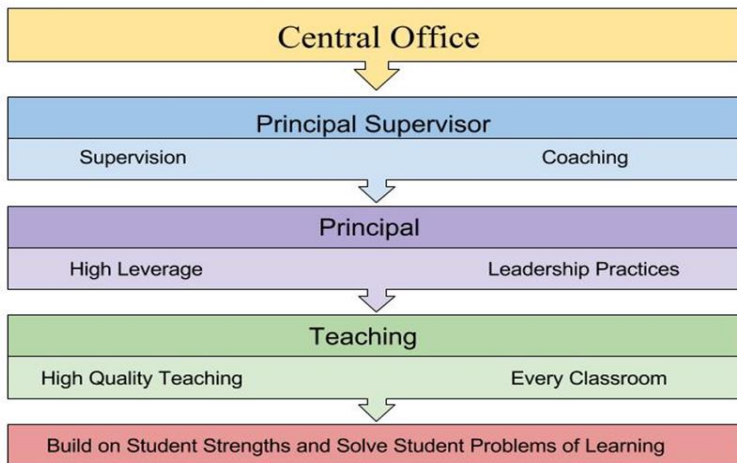 Central Office
Principal Supervisor
Supervision Coaching
Principal
High Leverage Leadership Practices
Teaching
High Quality Teaching Every Classroom
Build on Student Strengths and Solve Student Problems of Learning